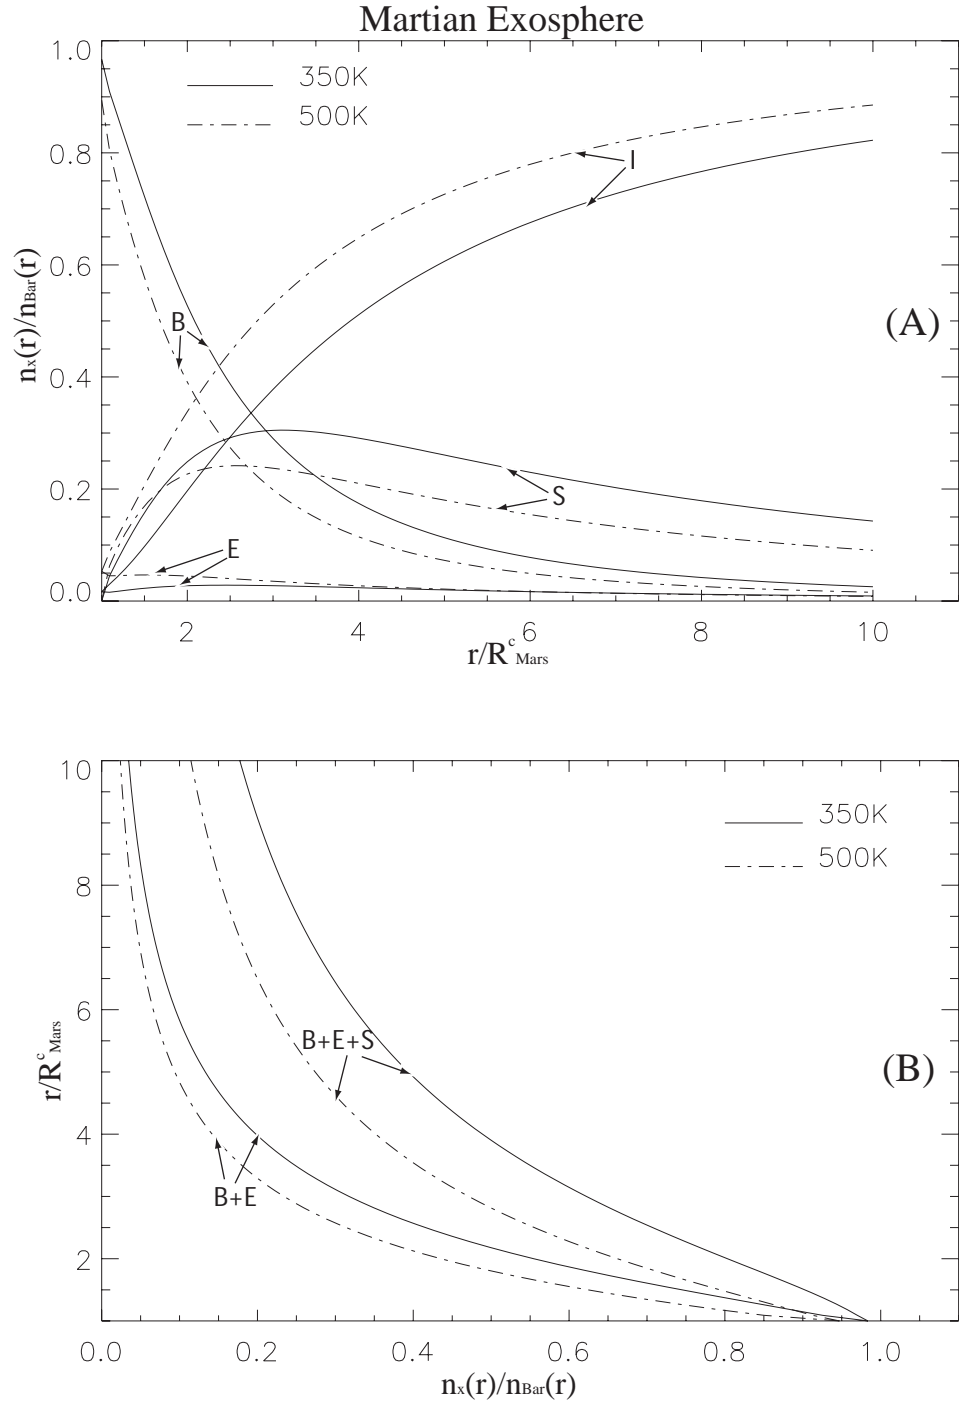 Martian Exosphere
1.0
350K
500K
0.8
I
0.6
nx(r)/nBar(r)
B
(A)
0.4
0.2
S
E
0.0
2 4 6 8 10
r/RcMars
10
350K
500K
8
6
B+E+S
r/RcMars
(B)
4
B+E
2
0.0 0.2 0.4 0.6 0.8 1.0
nx(r)/nBar(r)